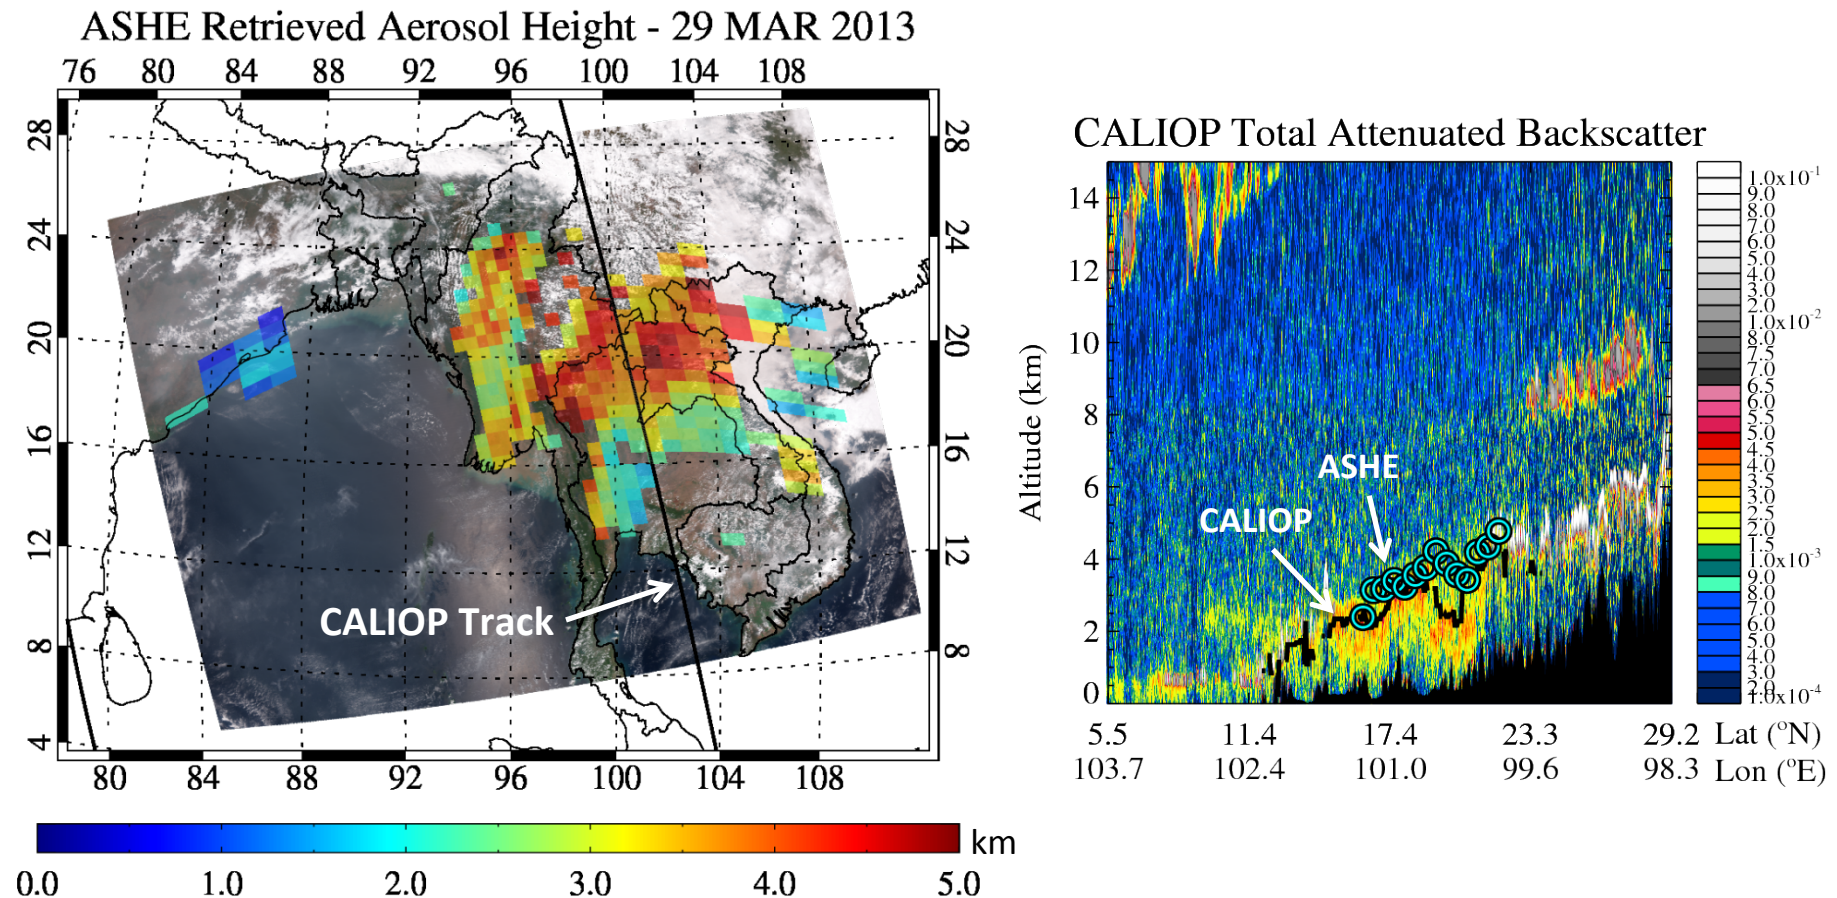 ASHE Retrieved Aerosol Height - 29 MAR 2013
76 80 84 88 92 96 100 104 108
28 28
24 24
20 20
16 16
12 12
8 8
4
CALIOP Track
80 84 88 92 96 100 104 108
km
0.0 1.0 2.0 3.0 4.0 5.0
CALIOP Total Attenuated Backscatter
Altitude (km)
14
12
10
8
6
4
2
0
ASHE
CALIOP
5.5 11.4 17.4 23.3 29.2 Lat (°N)
103.7 102.4 101.0 99.6 98.3 Lon (°E)
1.0x10-1
9.0
8.0
7.0
6.0
5.0
4.0
3.0
2.0
1.0x10-2
8.0
7.5
7.0
6.5
6.0
5.5
5.0
4.5
4.0
3.5
3.0
2.5
2.0
1.5
1.0x10-3
9.0
8.0
7.0
6.0
5.0
4.0
3.0
2.0
1.0x10-4